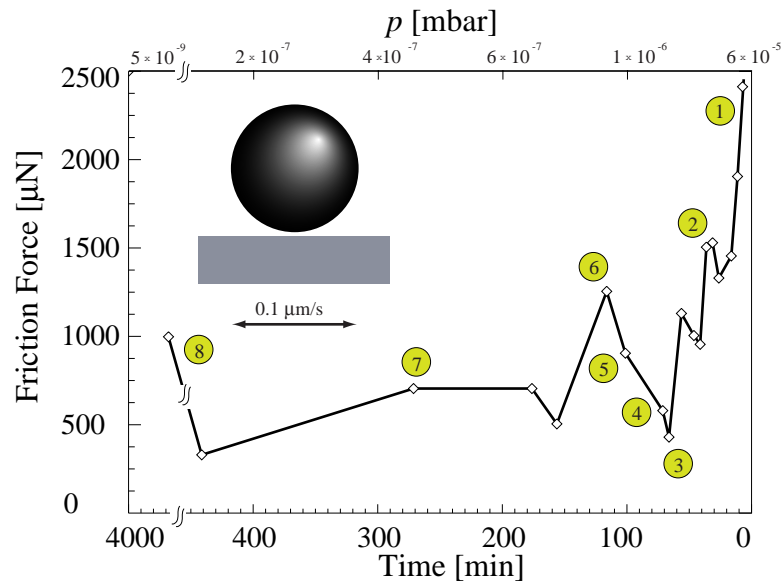 p [mbar]
5 × 10⁻⁹ 2 × 10⁻⁷ 4 × 10⁻⁷ 6 × 10⁻⁷ 1 × 10⁻⁶ 6 × 10⁻⁵
2500
2000
1500
1000
500
0
Friction Force [µN]
1
2
6
0.1 µm/s
8
7
5
4
3
4000 400 300 200 100 0
Time [min]